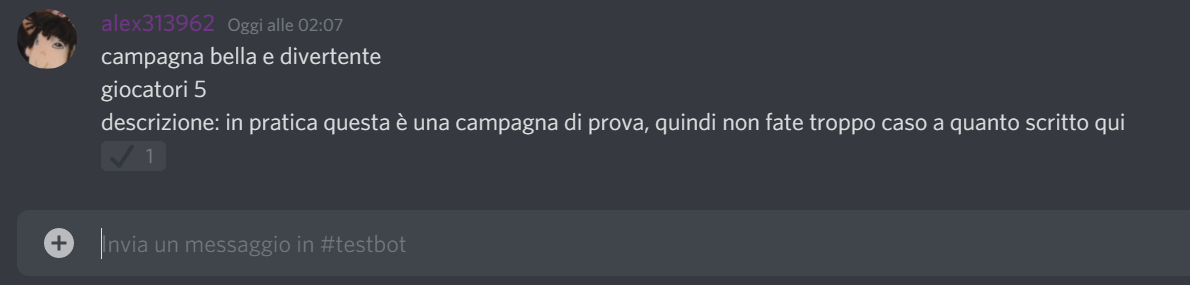 alex313962 Oggi alle 02:07
campagna bella e divertente
giocatori 5
descrizione: in pratica questa è una campagna di prova, quindi non fate troppo caso a quanto scritto qui
1
Invia un messaggio in #testbot